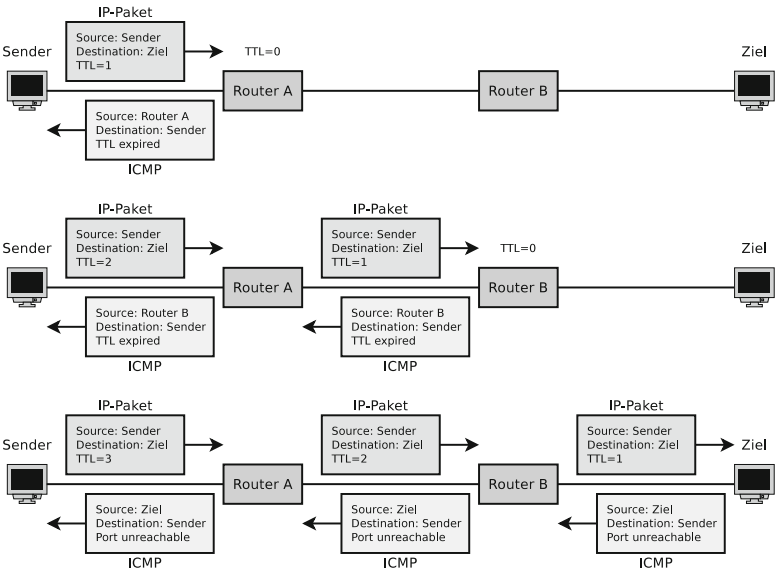 IP-Paket
Sender
Source: Sender
Destination: Ziel
TTL=1
TTL=0
Ziel
Router A
Router B
Source: Router A
Destination: Sender
TTL expired
ICMP
IP-Paket
IP-Paket
Sender
Source: Sender
Destination: Ziel
TTL=2
Source: Sender
Destination: Ziel
TTL=1
TTL=0
Ziel
Router A
Router B
Source: Router B
Destination: Sender
TTL expired
Source: Router B
Destination: Sender
TTL expired
ICMP
ICMP
IP-Paket
IP-Paket
IP-Paket
Sender
Source: Sender
Destination: Ziel
TTL=3
Source: Sender
Destination: Ziel
TTL=2
Source: Sender
Destination: Ziel
TTL=1
Ziel
Router A
Router B
Source: Ziel
Destination: Sender
Port unreachable
Source: Ziel
Destination: Sender
Port unreachable
Source: Ziel
Destination: Sender
Port unreachable
ICMP
ICMP
ICMP